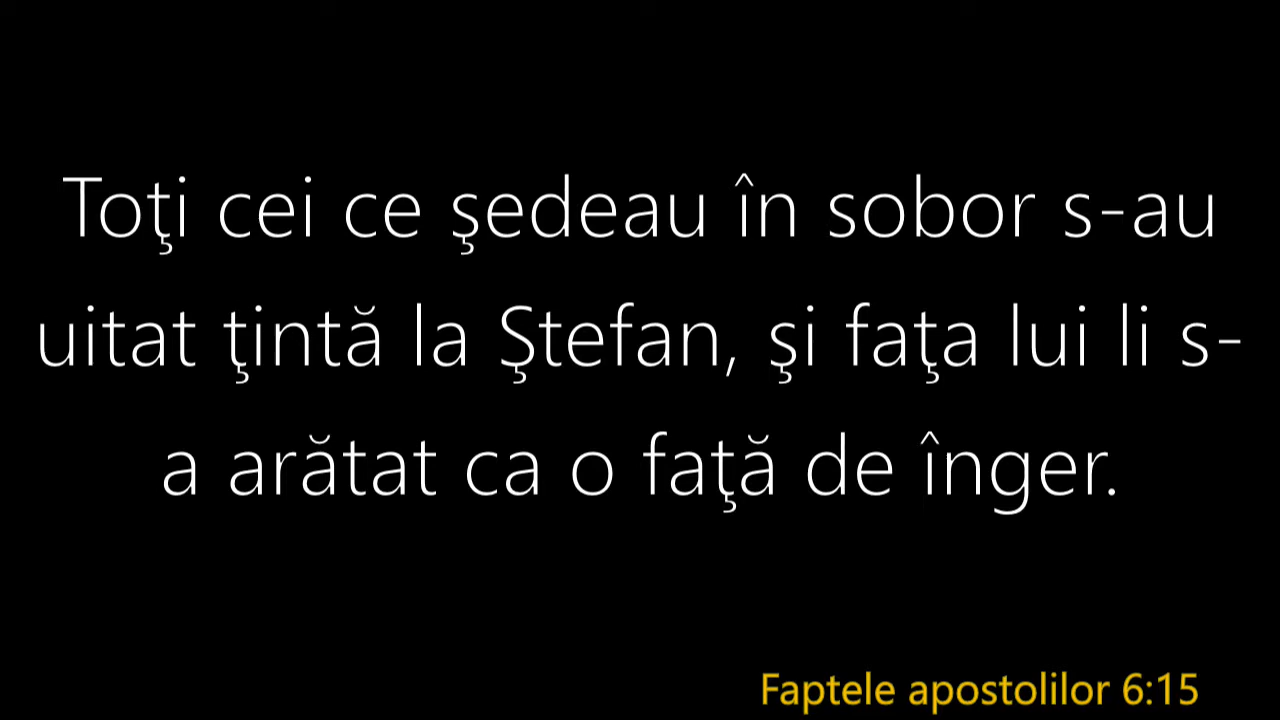 Toţi cei ce şedeau în sobor s-au
uitat ţintă la Ştefan, şi faţa lui li s-
a arătat ca o faţă de înger.
Faptele apostolilor 6:15